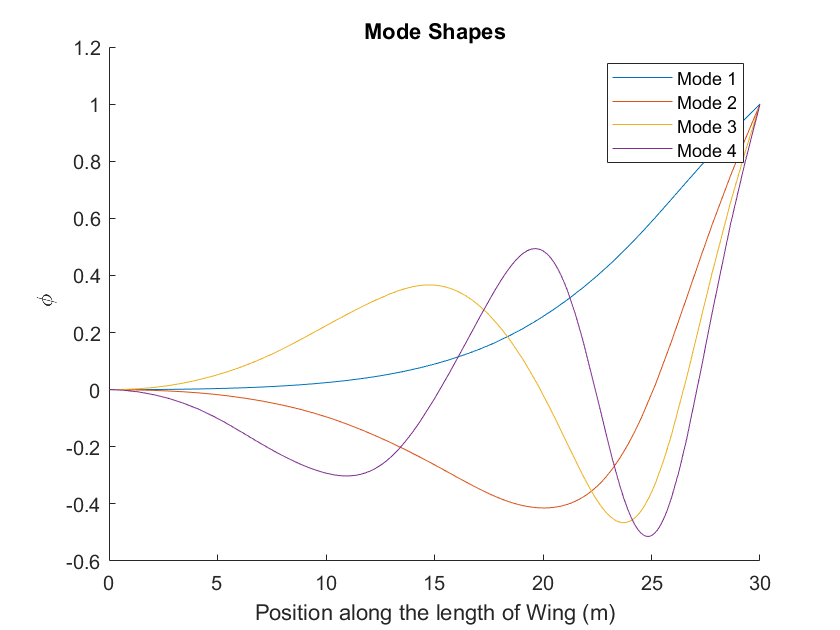 Mode Shapes
Mode 1
Mode 2
Mode 3
Mode 4
1.2
1
0.8
0.6
0.4
0.2
0
-0.2
-0.4
-0.6
ϕ
0 5 10 15 20 25 30
Position along the length of Wing (m)